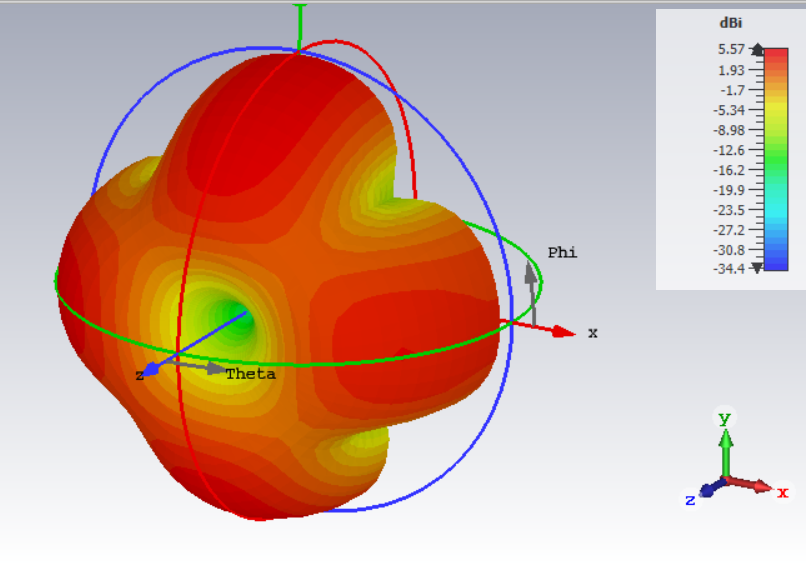 dBi
5.57
1.93
-1.7
-5.34
-8.98
-12.6
-16.2
-19.9
-23.5
-27.2
-30.8
-34.4
Phi
x
z
Theta
y
z
x